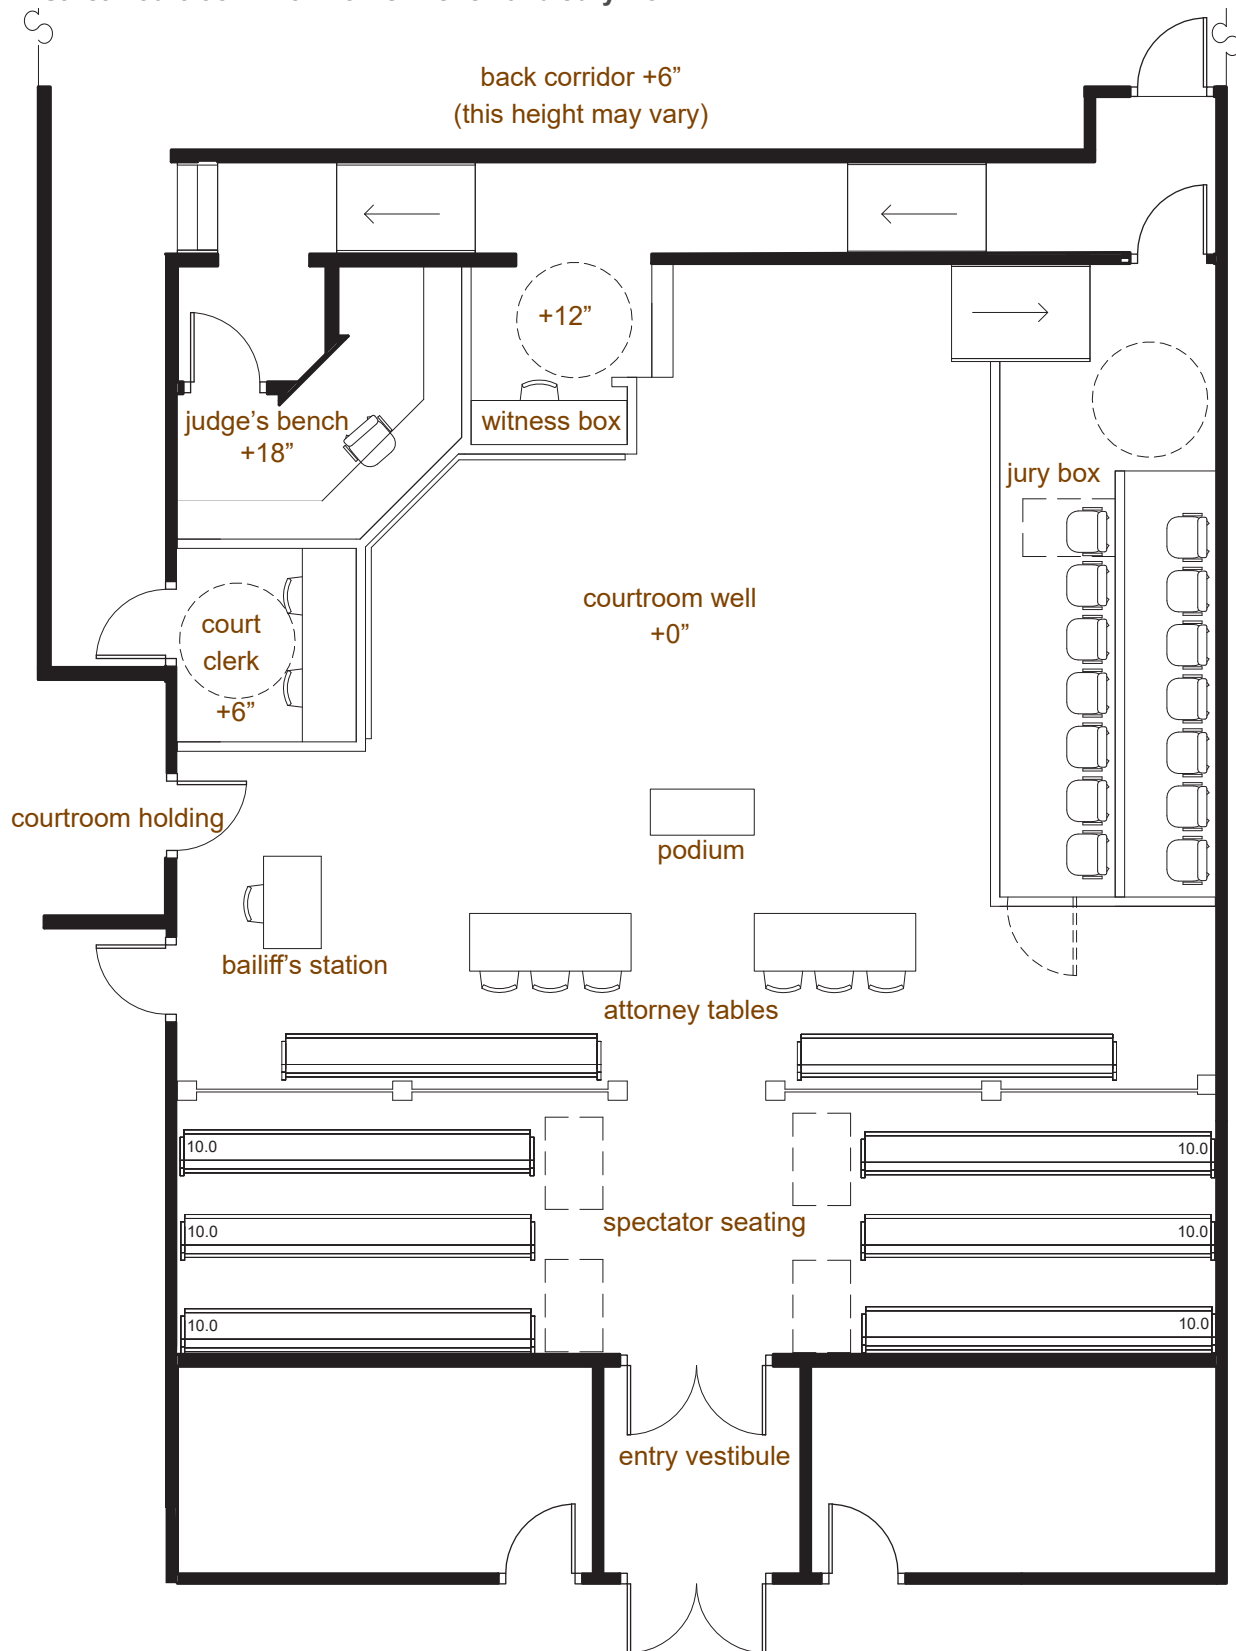 back corridor +6”
(this height may vary)
+12”
judge’s bench
+18”
witness box
jury box
court
clerk
+6”
courtroom well
+0”
courtroom holding
podium
bailiff’s station
attorney tables
10.0
10.0
spectator seating
10.0
10.0
10.0
10.0
entry vestibule